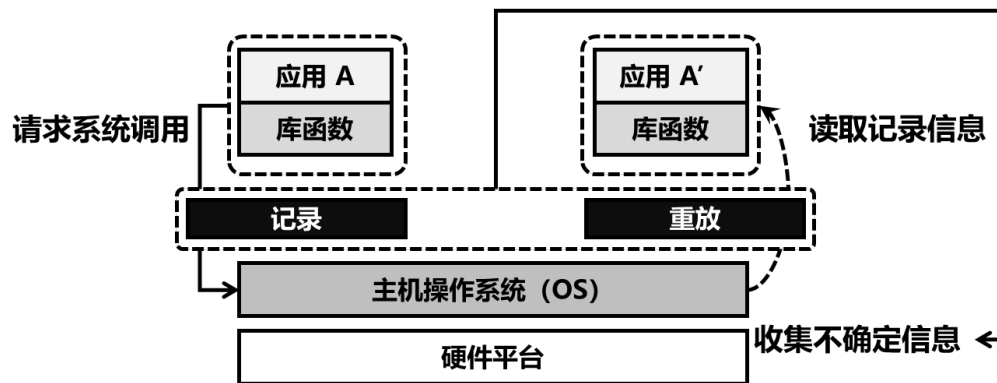 应用 A
应用 A′
请求系统调用
库函数
库函数
读取记录信息
记录
重放
主机操作系统（OS）
收集不确定信息
硬件平台